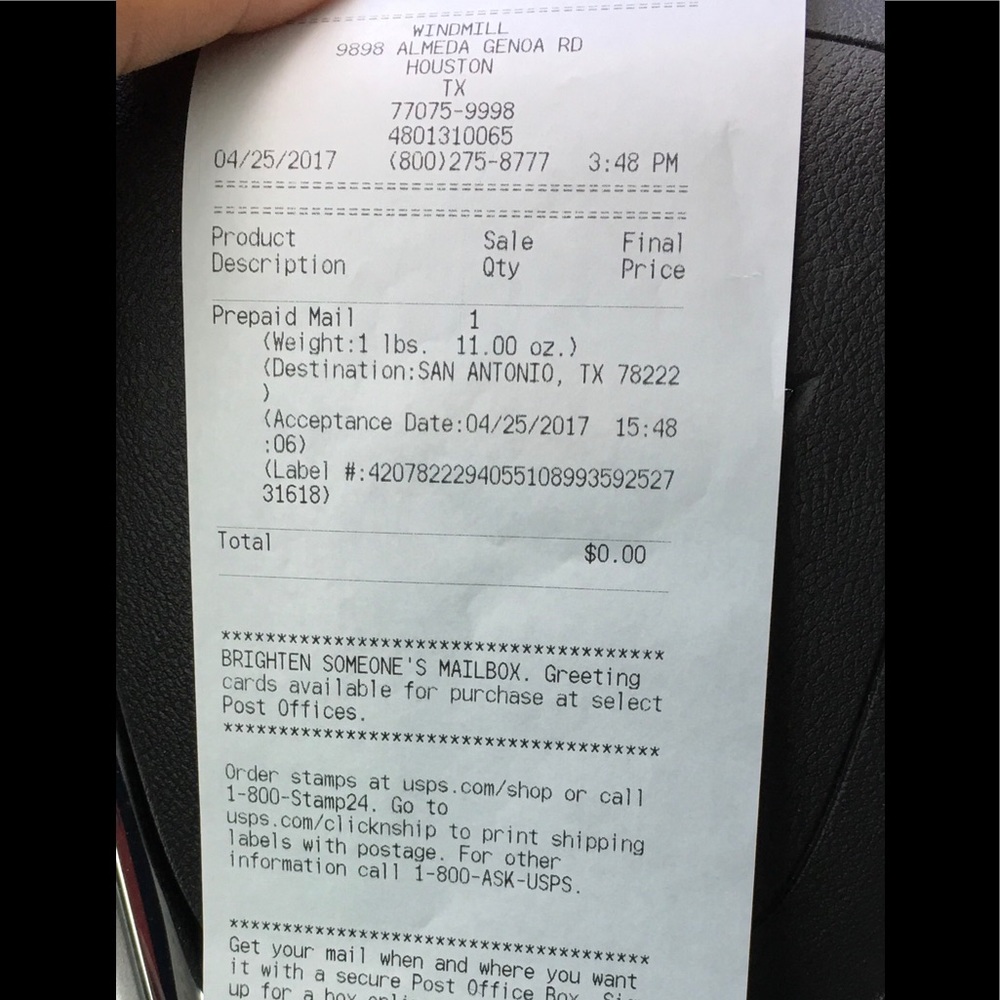 WINDMILL
9898 ALMEDA GENOA RD
HOUSTON
TX
77075-9998
4801310065
04/25/2017 (800)275-8777 3:48 PM
========================================
========================================
Product Sale Final
Description Qty Price
Prepaid Mail 1
(Weight:1 lbs. 11.00 oz.)
(Destination:SAN ANTONIO, TX 78222
)
(Acceptance Date:04/25/2017 15:48
:06)
(Label #:420782229405510899359252​7
31618)
Total $0.00
****************************************
BRIGHTEN SOMEONE'S MAILBOX. Greeting
cards available for purchase at select
Post Offices.
****************************************
Order stamps at usps.com/shop or call
1-800-Stamp24. Go to
usps.com/clicknship to print shipping
labels with postage. For other
information call 1-800-ASK-USPS.
****************************************
Get your mail when and where you want
it with a secure Post Office Box.
up for a box